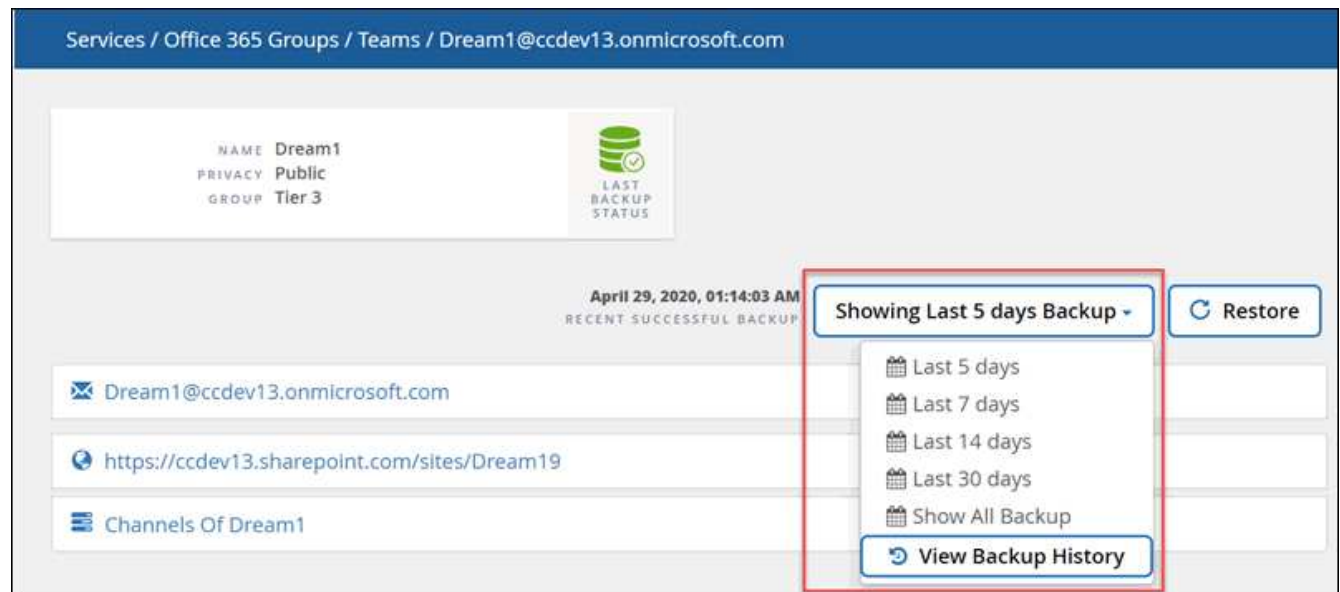 Services / Office 365 Groups / Teams / Dream1@ccdev13.onmicrosoft.com
NAME Dream1
PRIVACY Public
GROUP Tier 3
LAST
BACKUP
STATUS
April 29, 2020, 01:14:03 AM
RECENT SUCCESSFUL BACKUP
Showing Last 5 days Backup
Restore
Last 5 days
Last 7 days
Last 14 days
Last 30 days
Show All Backup
View Backup History
Dream1@ccdev13.onmicrosoft.com
https://ccdev13.sharepoint.com/sites/Dream19
Channels Of Dream1